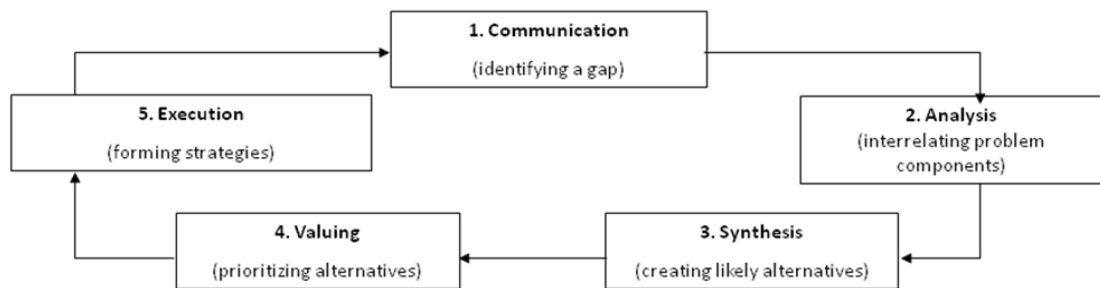 1. Communication
(identifying a gap)
2. Analysis
(interrelating problem
components)
3. Synthesis
(creating likely alternatives)
4. Valuing
(prioritizing alternatives)
5. Execution
(forming strategies)